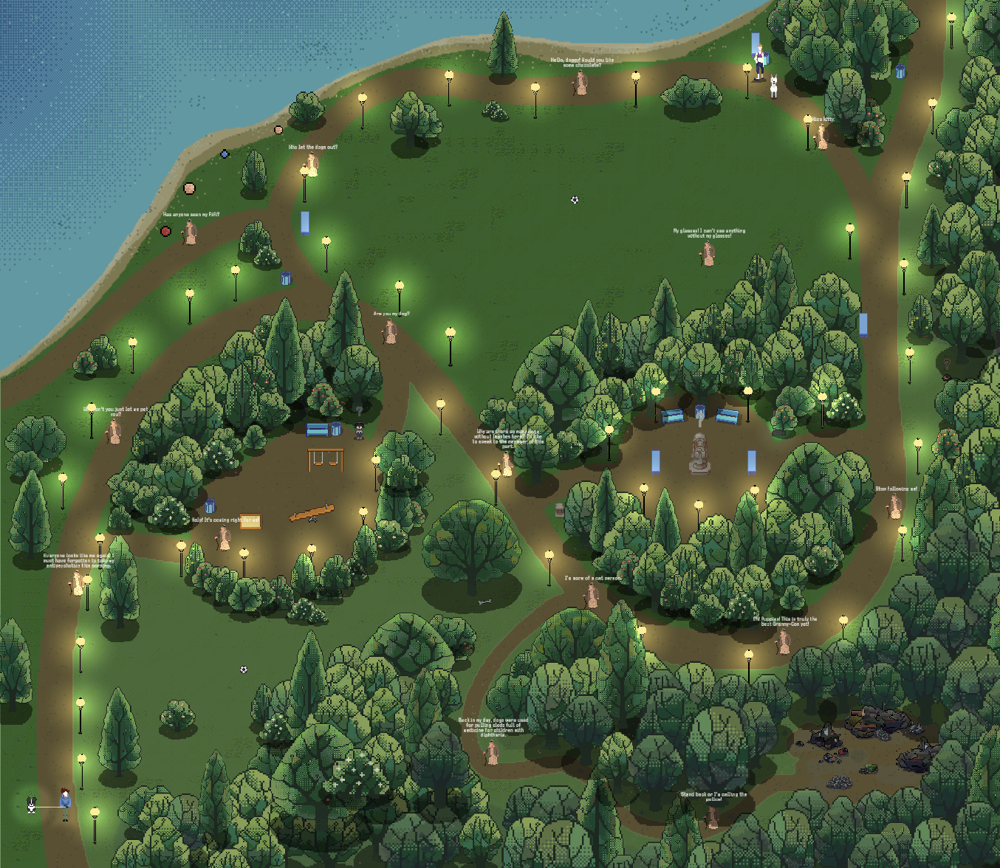 Hello, doggy! Would you like
some chocolate?
Nice kitty.
Who let the dogs out?
Has anyone seen my Fifi?
My glasses! I can't see anything
without my glasses!
Are you my dog?
?
Why don't you just let me pet
you?
?
Why are there so many dogs
without leashes here? I'd like
to speak to the manager of this
park.
Stop following me!
Help! It's coming right for me!
Everyone looks like me again. I
must have forgotten to take my
antipsychotics this morning.
I'm more of a cat person.
Oh! Puppies! This is truly the
best Granny-Con yet!
Back in my day, dogs were used
for pulling sleds full of
medicine for children with
diphtheria.
Stand back or I'm calling the
police!